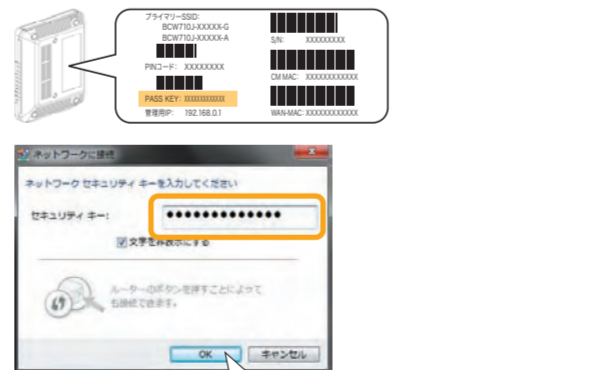 プライマリーSSID:
BCW710J-XXXXX-G
BCW710J-XXXXX-A
PINコード: XXXXXXXX
PASS KEY: XXXXXXXXXXXXX
管理用IP: 192.168.0.1
S/N: XXXXXXXXX
CM MAC: XXXXXXXXXXXX
WAN-MAC: XXXXXXXXXXXX
ネットワークに接続
ネットワーク セキュリティ キーを入力してください
セキュリティ キー:
文字を非表示にする
ルーターのボタンを押すことによって
も接続できます。
OK
キャンセル